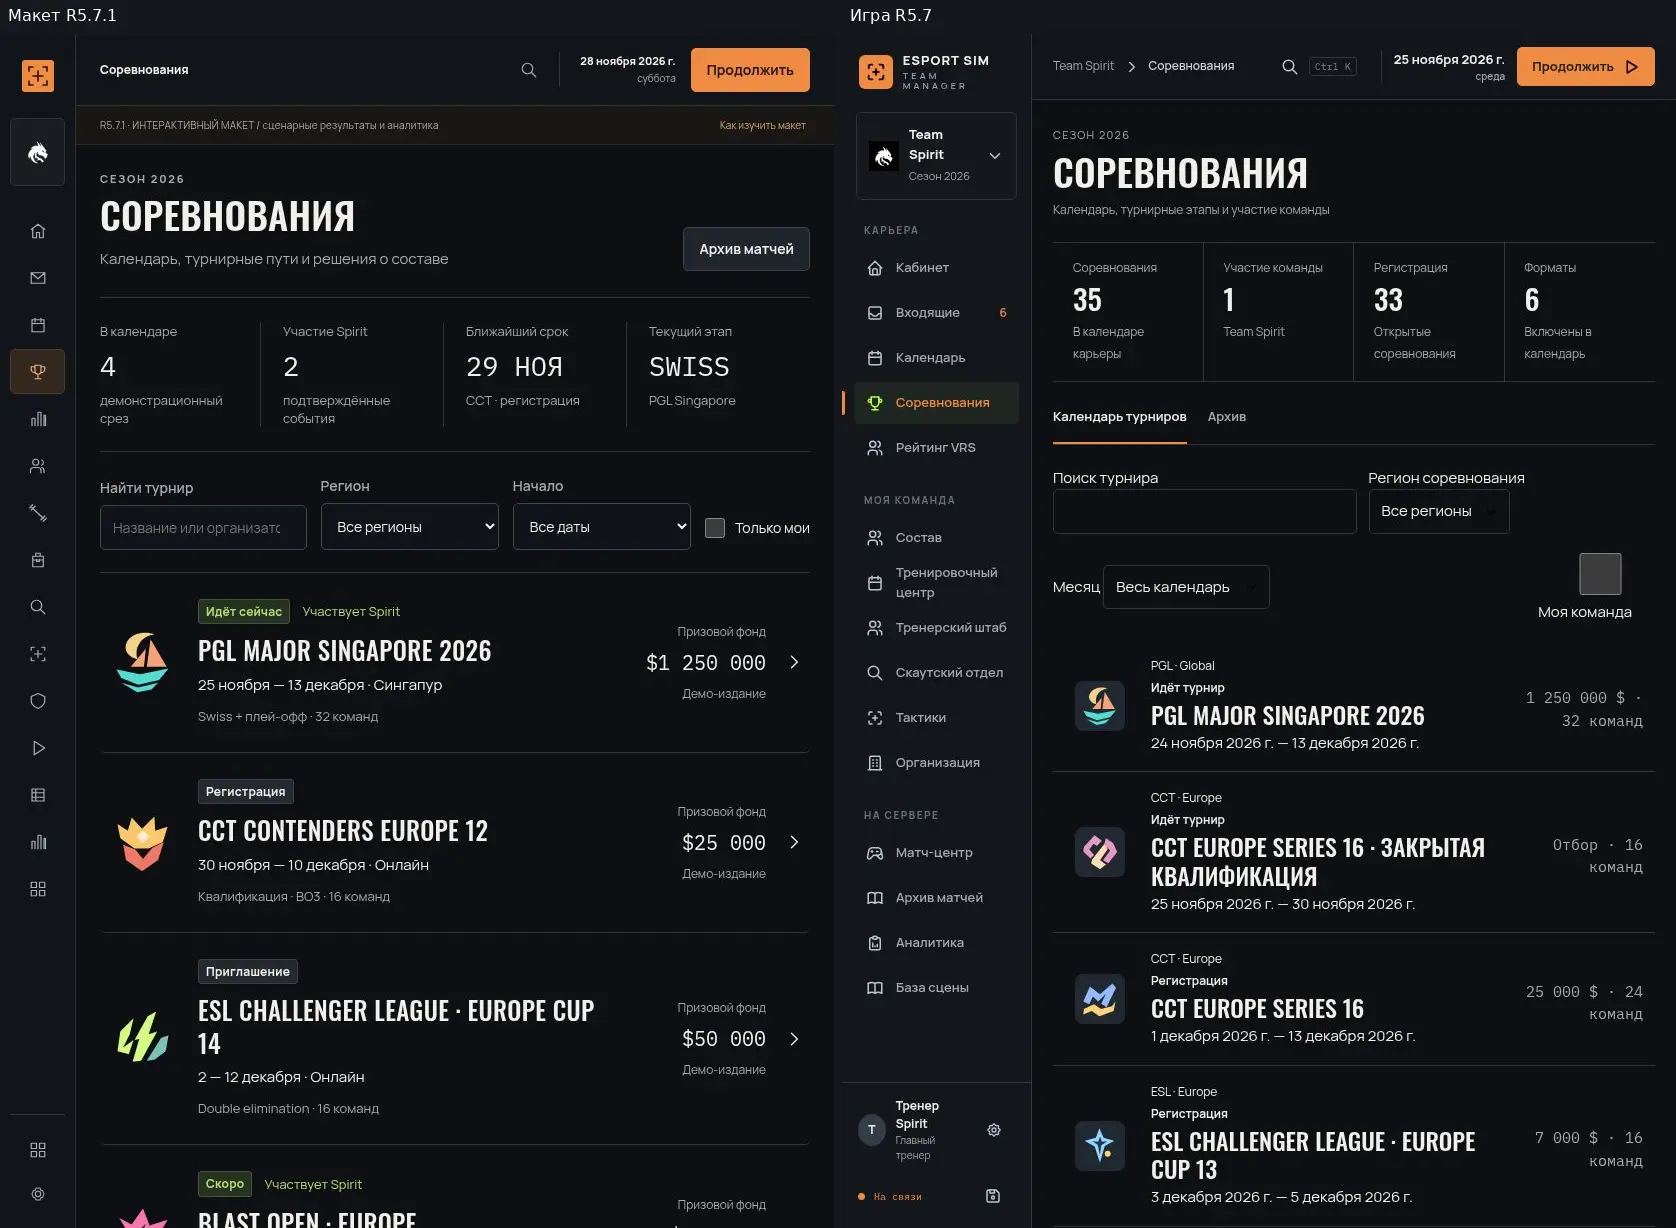 Макет R5.7.1
Соревнования
28 ноября 2026 г.
суббота
Продолжить
R5.7.1 · ИНТЕРАКТИВНЫЙ МАКЕТ / сценарные результаты и аналитика
Как изучить макет
СЕЗОН 2026
СОРЕВНОВАНИЯ
Календарь, турнирные пути и решения о составе
Архив матчей
В календаре
4
демонстрационный
срез
Участие Spirit
2
подтверждённые
события
Ближайший срок
29 НОЯ
CCT · регистрация
Текущий этап
SWISS
PGL Singapore
Найти турнир
Название или организатс
Регион
Все регионы
Начало
Все даты
Только мои
Идёт сейчас
Участвует Spirit
PGL MAJOR SINGAPORE 2026
25 ноября — 13 декабря · Сингапур
Swiss + плей-офф · 32 команд
Призовой фонд
$1 250 000
Демо-издание
Регистрация
CCT CONTENDERS EUROPE 12
30 ноября — 10 декабря · Онлайн
Квалификация · BO3 · 16 команд
Призовой фонд
$25 000
Демо-издание
Приглашение
ESL CHALLENGER LEAGUE · EUROPE CUP
14
2 — 12 декабря · Онлайн
Double elimination · 16 команд
Призовой фонд
$50 000
Демо-издание
Скоро
Участвует Spirit
BLAST OPEN · EUROPE
Призовой фонд
Игра R5.7
ESPORT SIM
TEAM
MANAGER
Team
Spirit
Сезон 2026
КАРЬЕРА
Кабинет
Входящие
6
Календарь
Соревнования
Рейтинг VRS
МОЯ КОМАНДА
Состав
Тренировочный
центр
Тренерский штаб
Скаутский отдел
Тактики
Организация
НА СЕРВЕРЕ
Матч-центр
Архив матчей
Аналитика
База сцены
T
Тренер
Spirit
Главный
тренер
На связи
Team Spirit
Соревнования
Ctrl K
25 ноября 2026 г.
среда
Продолжить
СЕЗОН 2026
СОРЕВНОВАНИЯ
Календарь, турнирные этапы и участие команды
Соревнования
35
В календаре
карьеры
Участие команды
1
Team Spirit
Регистрация
33
Открытые
соревнования
Форматы
6
Включены в
календарь
Календарь турниров
Архив
Поиск турнира
Регион соревнования
Все регионы
Месяц
Весь календарь
Моя команда
PGL · Global
Идёт турнир
PGL MAJOR SINGAPORE 2026
24 ноября 2026 г. — 13 декабря 2026 г.
1 250 000 $ ·
32 команд
CCT · Europe
Идёт турнир
CCT EUROPE SERIES 16 · ЗАКРЫТАЯ
КВАЛИФИКАЦИЯ
25 ноября 2026 г. — 30 ноября 2026 г.
Отбор · 16
команд
CCT · Europe
Регистрация
CCT EUROPE SERIES 16
1 декабря 2026 г. — 13 декабря 2026 г.
25 000 $ · 24
команд
ESL · Europe
Регистрация
ESL CHALLENGER LEAGUE · EUROPE
CUP 13
3 декабря 2026 г. — 5 декабря 2026 г.
7 000 $ · 16
команд